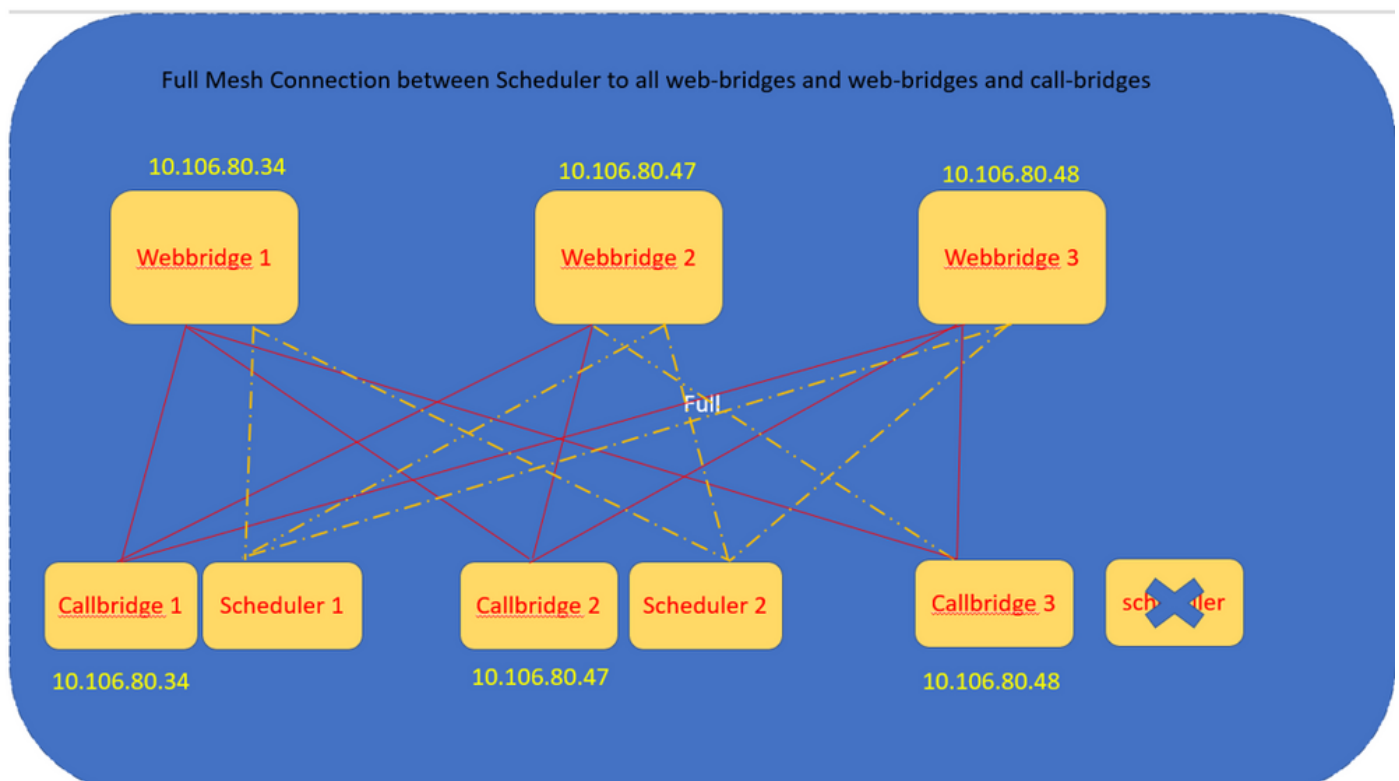 Full Mesh Connection between Scheduler to all web-bridges and web-bridges and call-bridges
10.106.80.34
10.106.80.47
10.106.80.48
Webbridge 1
Webbridge 2
Webbridge 3
Full
Callbridge 1
Scheduler 1
Callbridge 2
Scheduler 2
Callbridge 3
10.106.80.34
10.106.80.47
10.106.80.48